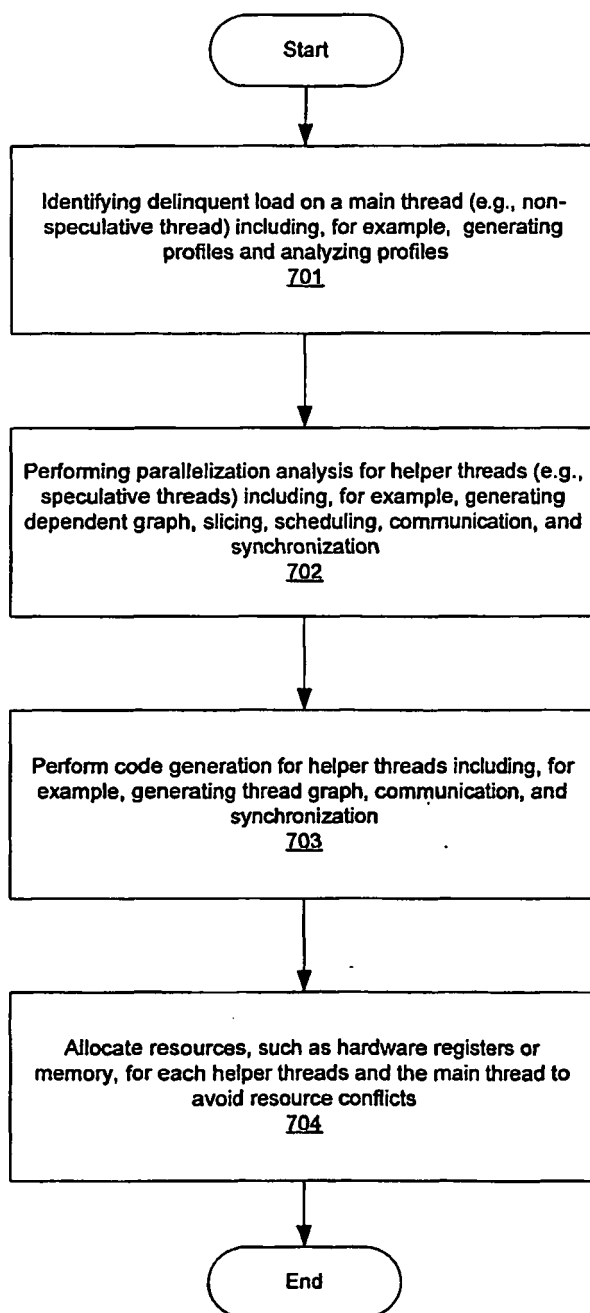 Start
Identifying delinquent load on a main thread (e.g., non-
speculative thread) including, for example, generating
profiles and analyzing profiles
701
Performing parallelization analysis for helper threads (e.g.,
speculative threads) including, for example, generating
dependent graph, slicing, scheduling, communication, and
synchronization
702
Perform code generation for helper threads including, for
example, generating thread graph, communication, and
synchronization
703
Allocate resources, such as hardware registers or
memory, for each helper threads and the main thread to
avoid resource conflicts
704
End